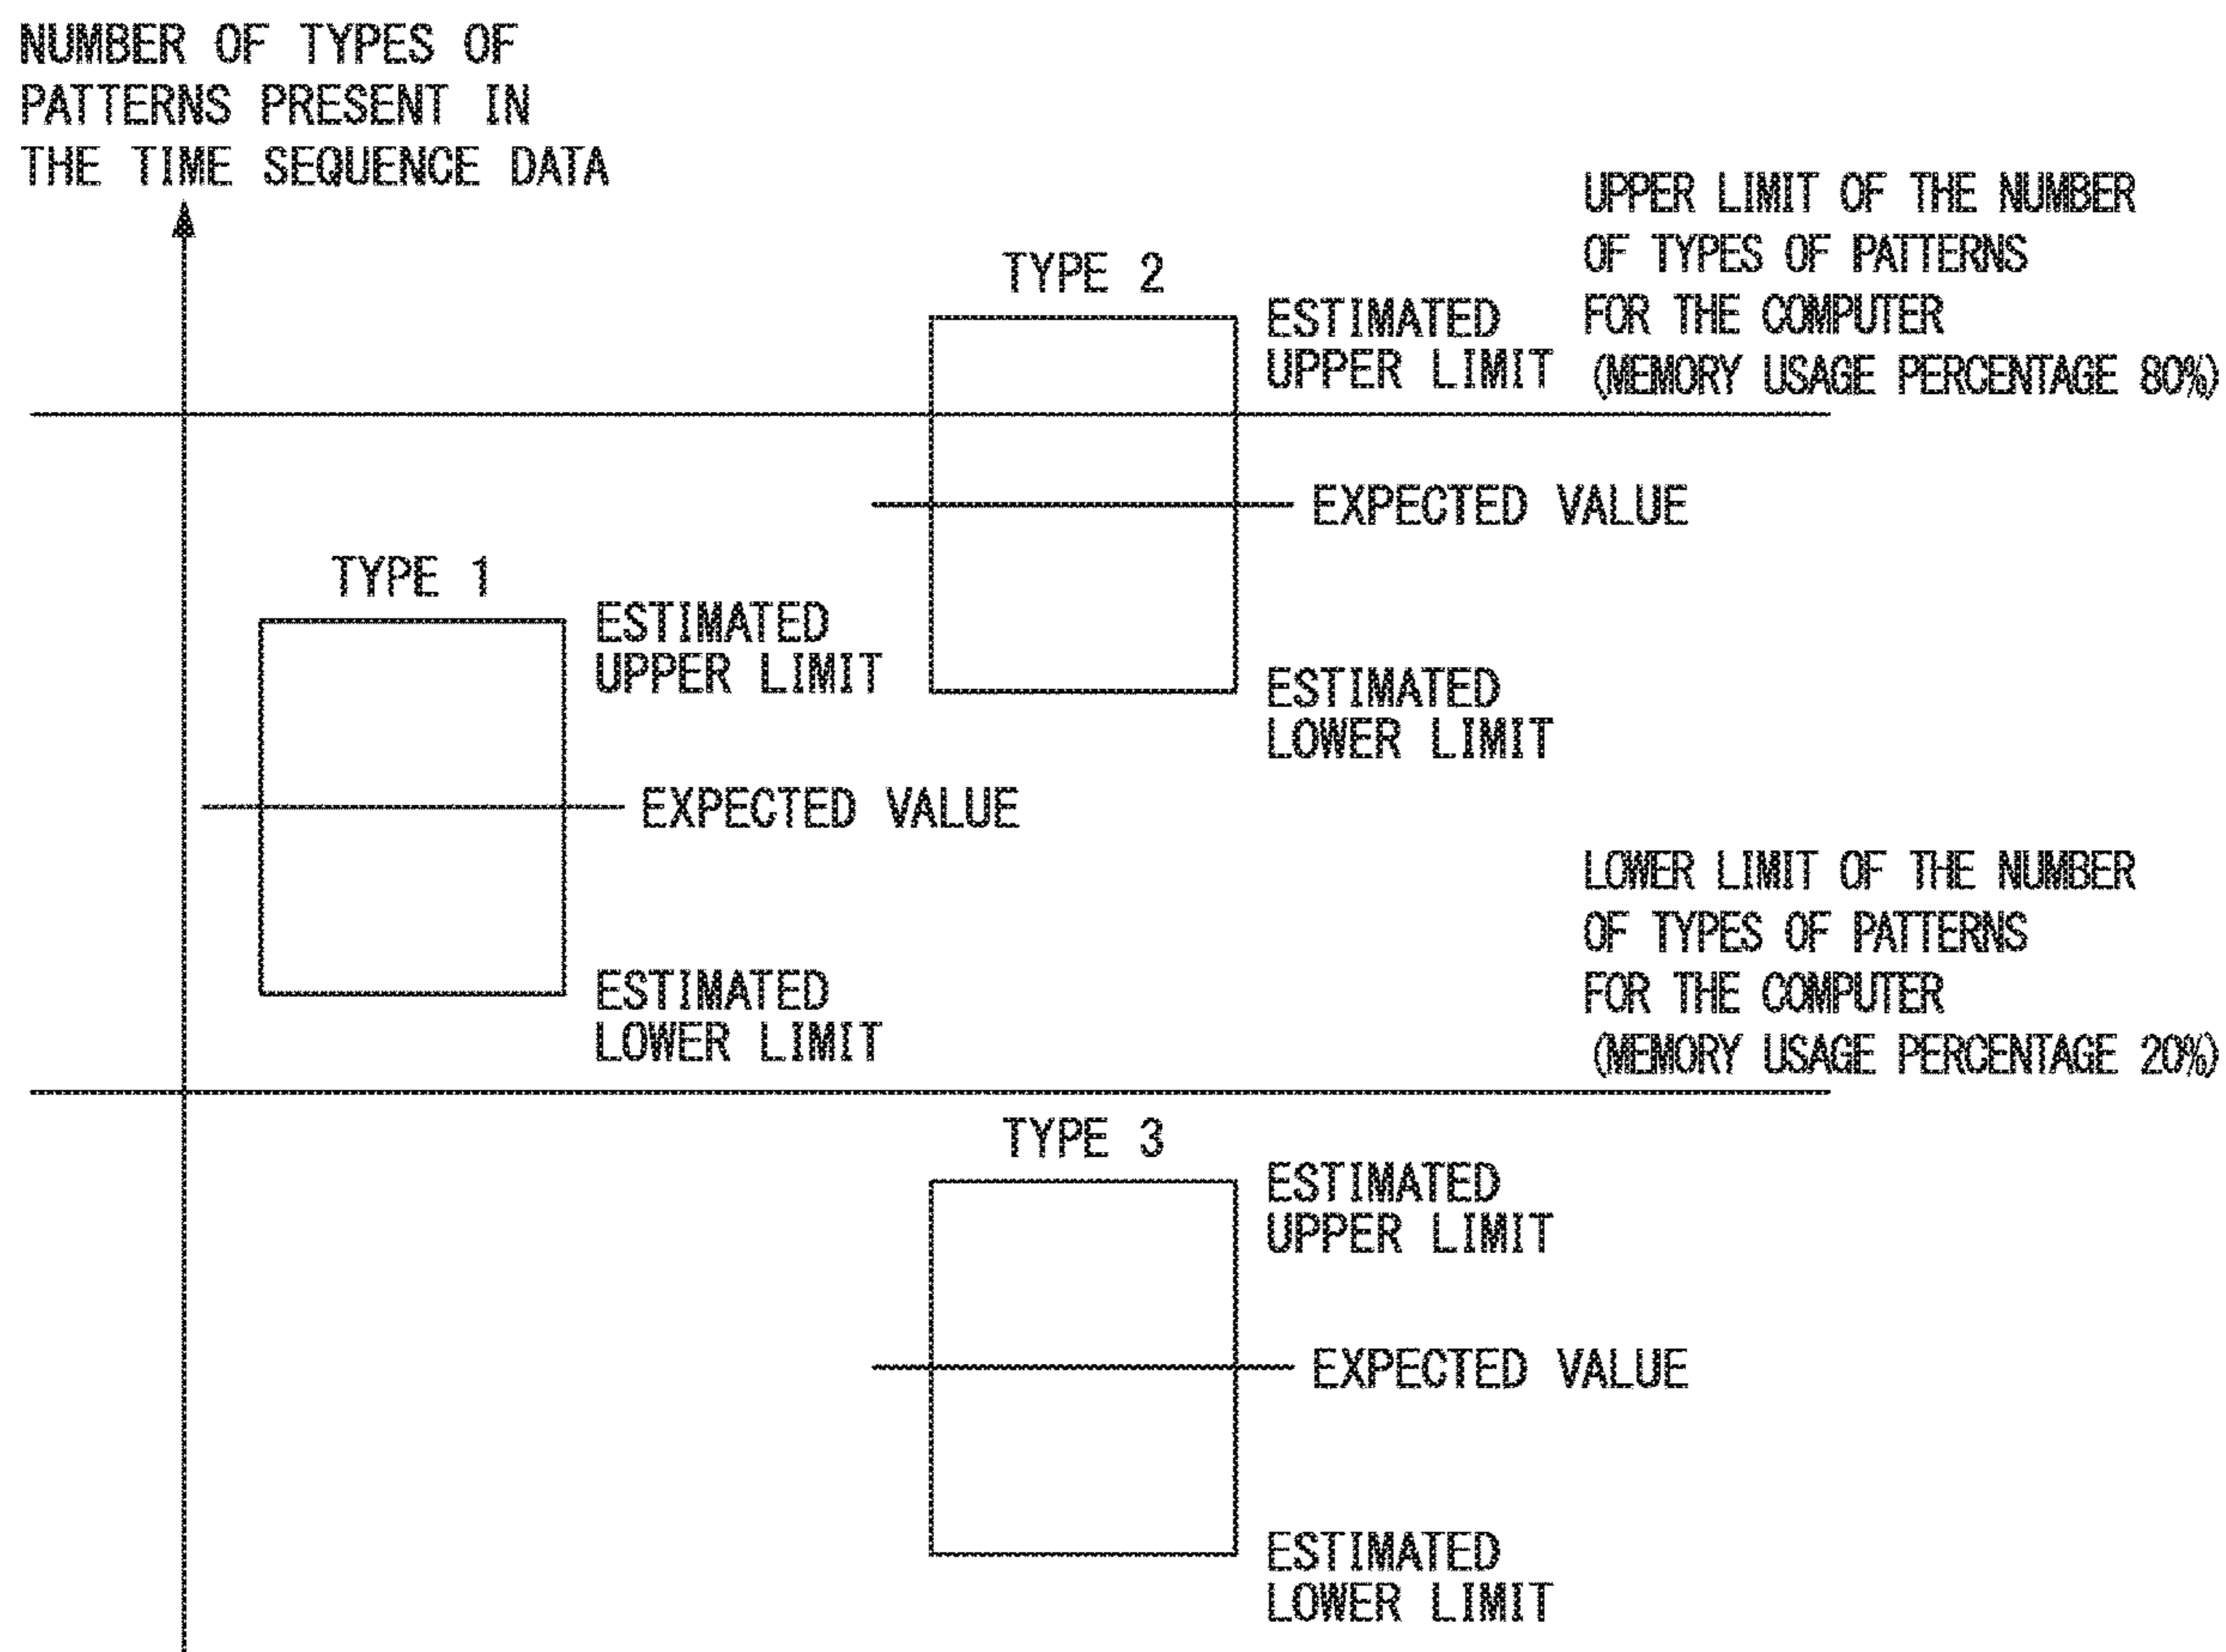 NUMBER OF TYPES OF
PATTERNS PRESENT IN
THE TIME SEQUENCE DATA
UPPER LIMIT OF THE NUMBER
OF TYPES OF PATTERNS
FOR THE COMPUTER
(MEMORY USAGE PERCENTAGE 80%)
TYPE 2
ESTIMATED
UPPER LIMIT
EXPECTED VALUE
ESTIMATED
LOWER LIMIT
TYPE 1
ESTIMATED
UPPER LIMIT
EXPECTED VALUE
ESTIMATED
LOWER LIMIT
LOWER LIMIT OF THE NUMBER
OF TYPES OF PATTERNS
FOR THE COMPUTER
(MEMORY USAGE PERCENTAGE 20%)
TYPE 3
ESTIMATED
UPPER LIMIT
EXPECTED VALUE
ESTIMATED
LOWER LIMIT